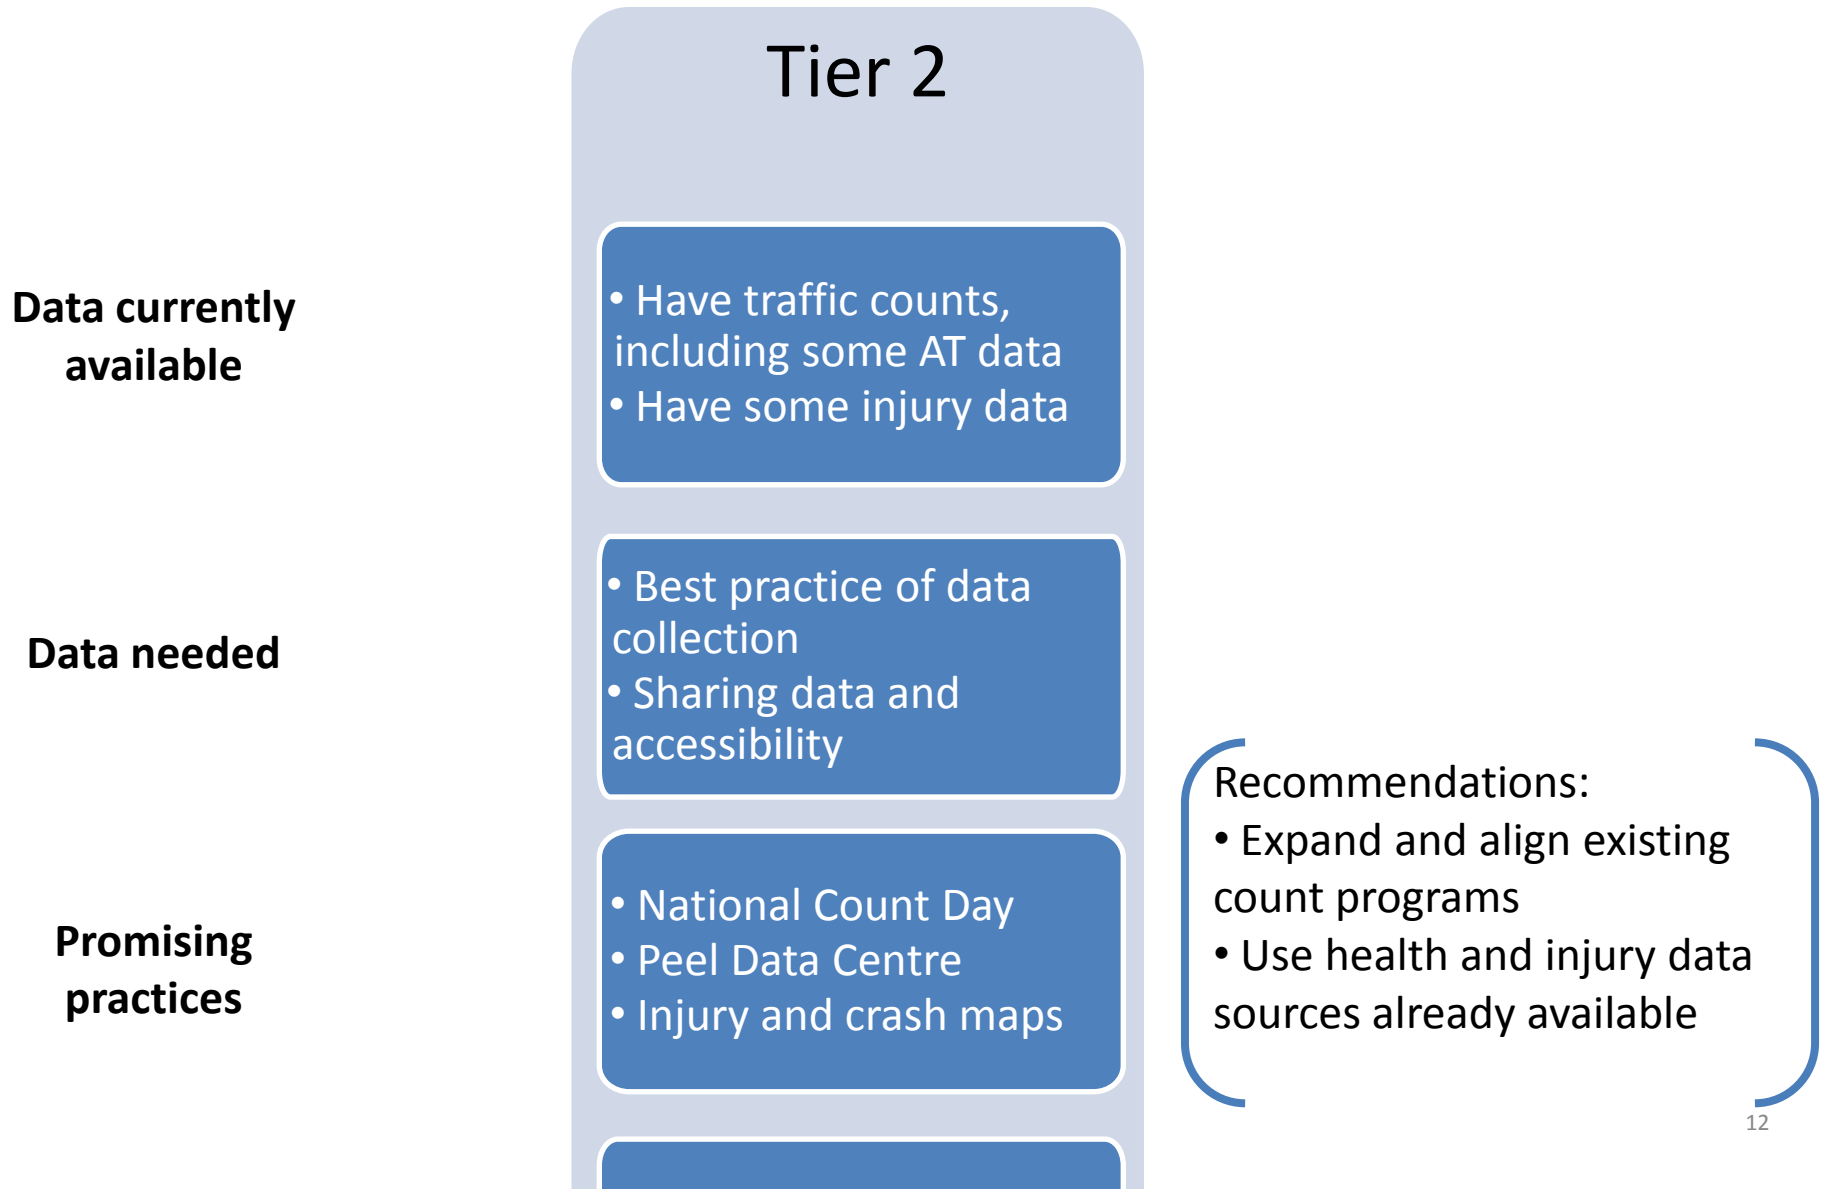 Tier 2
Data currently
available
• Have traffic counts,
including some AT data
• Have some injury data
Data needed
• Best practice of data
collection
• Sharing data and
accessibility
Promising
practices
• National Count Day
• Peel Data Centre
• Injury and crash maps
Recommendations:
• Expand and align existing
count programs
• Use health and injury data
sources already available
12